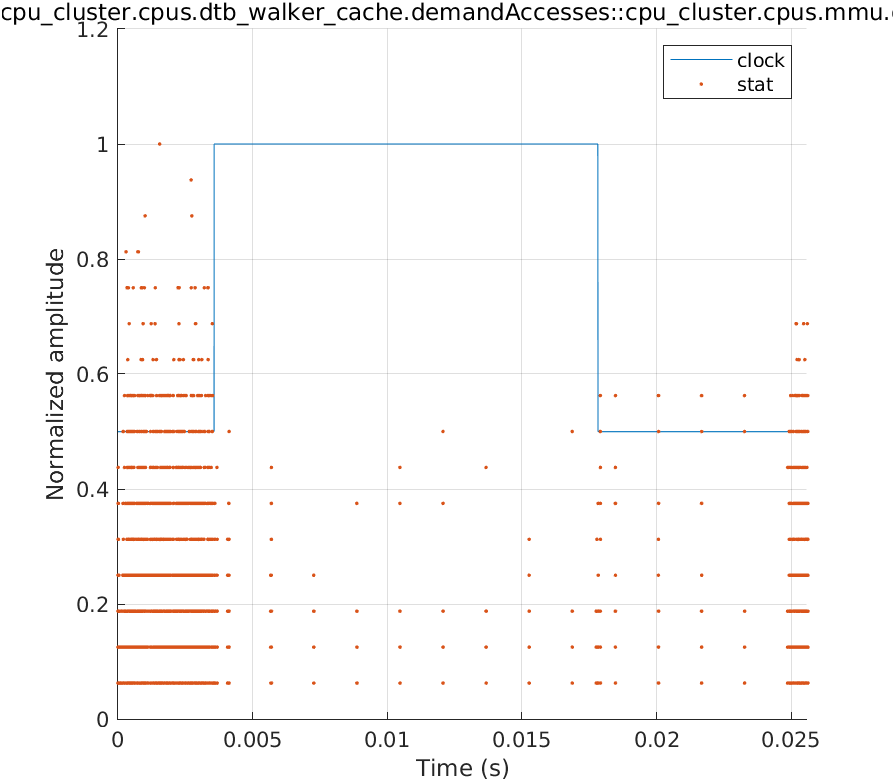 cpu_cluster.cpus.dtb_walker_cache.demandAccesses::cpu_cluster.cpus.mmu.
1.2
1
0.8
0.6
0.4
0.2
0
Normalized amplitude
clock
stat
0 0.005 0.01 0.015 0.02 0.025
Time (s)